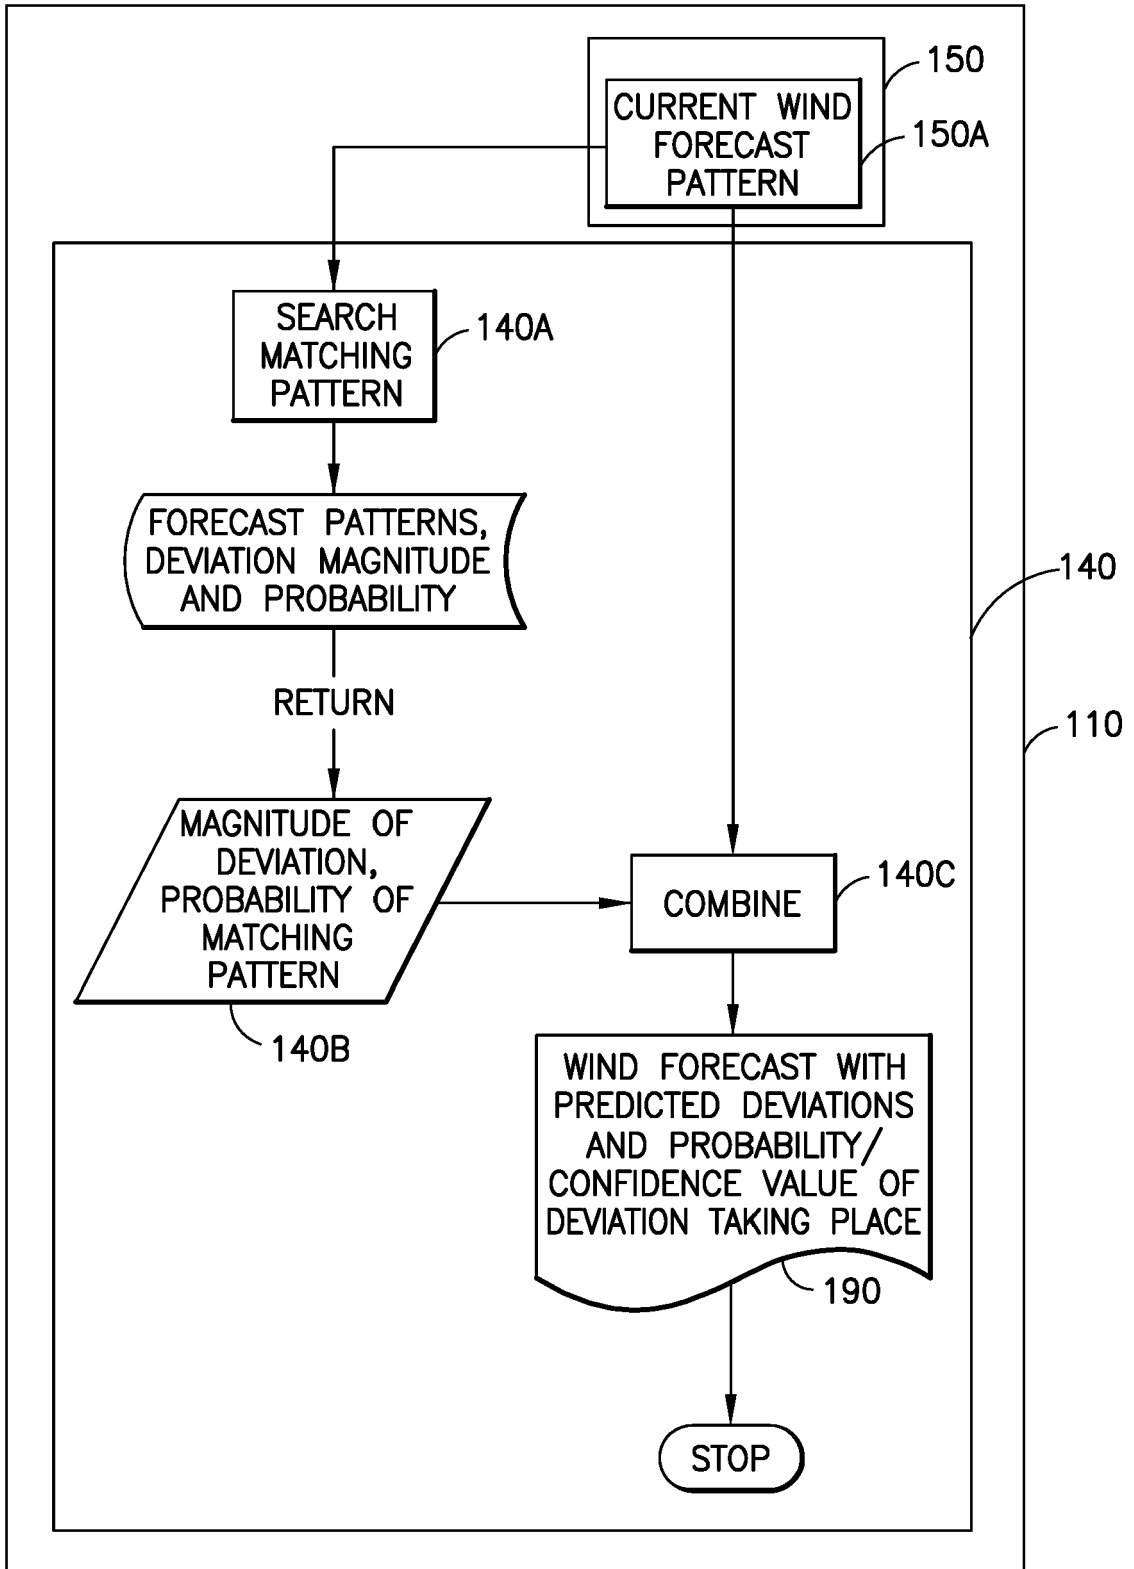 150
CURRENT WIND
FORECAST
PATTERN
150A
SEARCH
MATCHING
PATTERN
140A
FORECAST PATTERNS,
DEVIATION MAGNITUDE
AND PROBABILITY
140
RETURN
110
MAGNITUDE OF
DEVIATION,
PROBABILITY OF
MATCHING
PATTERN
140B
COMBINE
140C
WIND FORECAST WITH
PREDICTED DEVIATIONS
AND PROBABILITY/
CONFIDENCE VALUE OF
DEVIATION TAKING PLACE
190
STOP